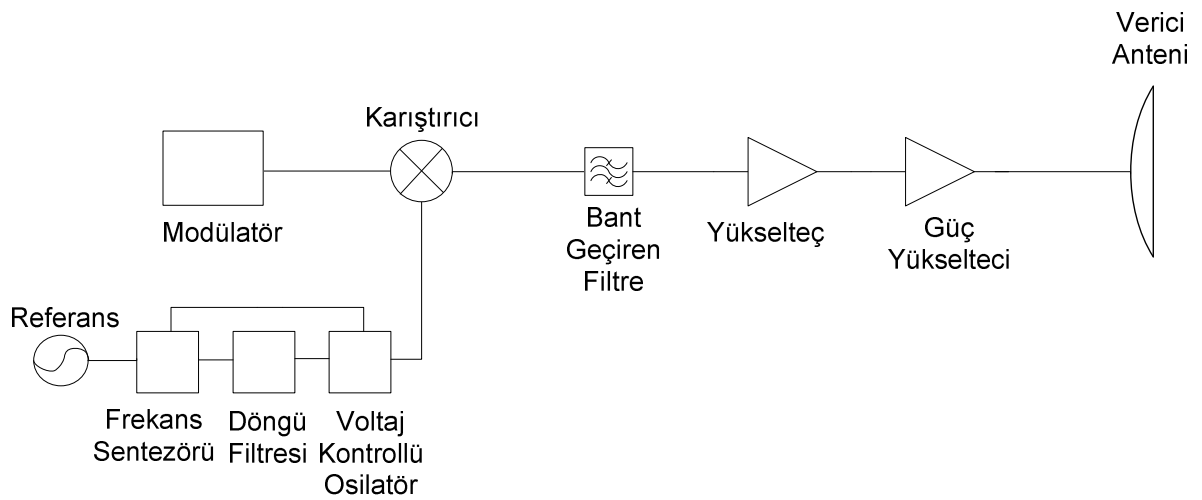 Verici
Anteni
Karıştırıcı
Modülatör
Bant
Geçiren
Filtre
Yükselteç
Güç
Yükselteci
Referans
Frekans
Sentezörü
Döngü
Filtresi
Voltaj
Kontrollü
Osilatör